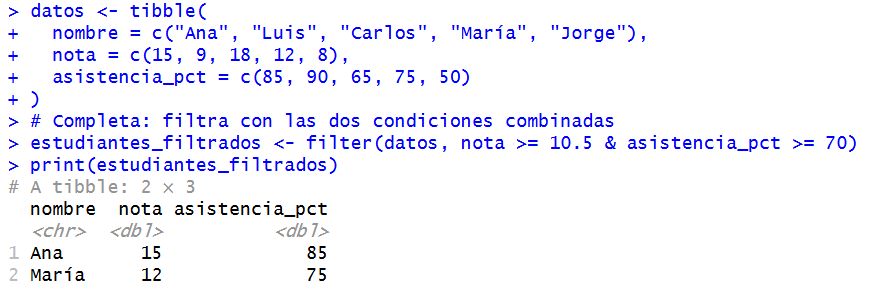 > datos <- tibble(
+   nombre = c("Ana", "Luis", "Carlos", "María", "Jorge"),
+   nota = c(15, 9, 18, 12, 8),
+   asistencia_pct = c(85, 90, 65, 75, 50)
+ )
> # Completa: filtra con las dos condiciones combinadas
> estudiantes_filtrados <- filter(datos, nota >= 10.5 & asistencia_pct >= 70)
> print(estudiantes_filtrados)
# A tibble: 2 × 3
  nombre  nota asistencia_pct
  <chr>  <dbl>          <dbl>
1 Ana       15             85
2 María     12             75